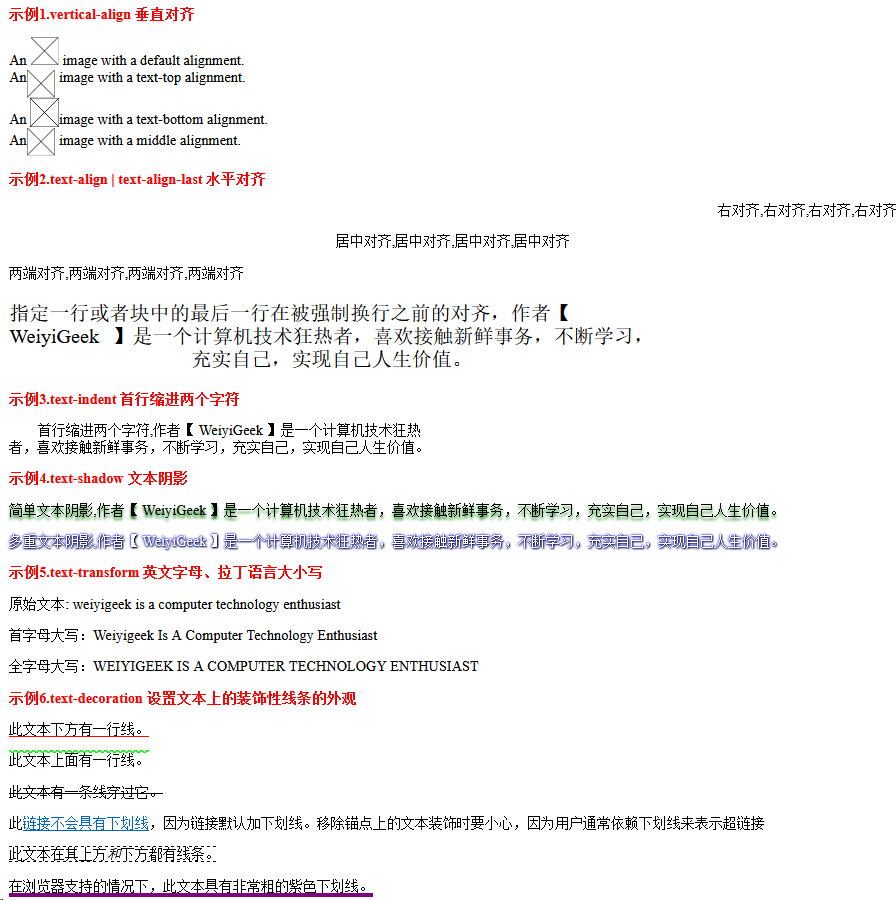 示例1.vertical-align 垂直对齐
An image with a default alignment.
An image with a text-top alignment.
An image with a text-bottom alignment.
An image with a middle alignment.
示例2.text-align | text-align-last 水平对齐
右对齐,右对齐,右对齐,右对齐
居中对齐,居中对齐,居中对齐,居中对齐
两端对齐,两端对齐,两端对齐,两端对齐
指定一行或者块中的最后一行在被强制换行之前的对齐，作者【
WeiyiGeek 】是一个计算机技术狂热者，喜欢接触新鲜事务，不断学习，
充实自己，实现自己人生价值。
示例3.text-indent 首行缩进两个字符
首行缩进两个字符,作者【 WeiyiGeek 】是一个计算机技术狂热
者，喜欢接触新鲜事务，不断学习，充实自己，实现自己人生价值。
示例4.text-shadow 文本阴影
简单文本阴影,作者【 WeiyiGeek 】是一个计算机技术狂热者，喜欢接触新鲜事务，不断学习，充实自己，实现自己人生价值。
多重文本阴影,作者【 WeiyiGeek 】是一个计算机技术狂热者，喜欢接触新鲜事务，不断学习，充实自己，实现自己人生价值。
示例5.text-transform 英文字母、拉丁语言大小写
原始文本: weiyigeek is a computer technology enthusiast
首字母大写：Weiyigeek Is A Computer Technology Enthusiast
全字母大写：WEIYIGEEK IS A COMPUTER TECHNOLOGY ENTHUSIAST
示例6.text-decoration 设置文本上的装饰性线条的外观
此文本下方有一行线。
此文本上面有一行线。
此文本有一条线穿过它。
此链接不会具有下划线，因为链接默认加下划线。移除锚点上的文本装饰时要小心，因为用户通常依赖下划线来表示超链接
此文本在其上方和下方都有线条。
在浏览器支持的情况下，此文本具有非常粗的紫色下划线。